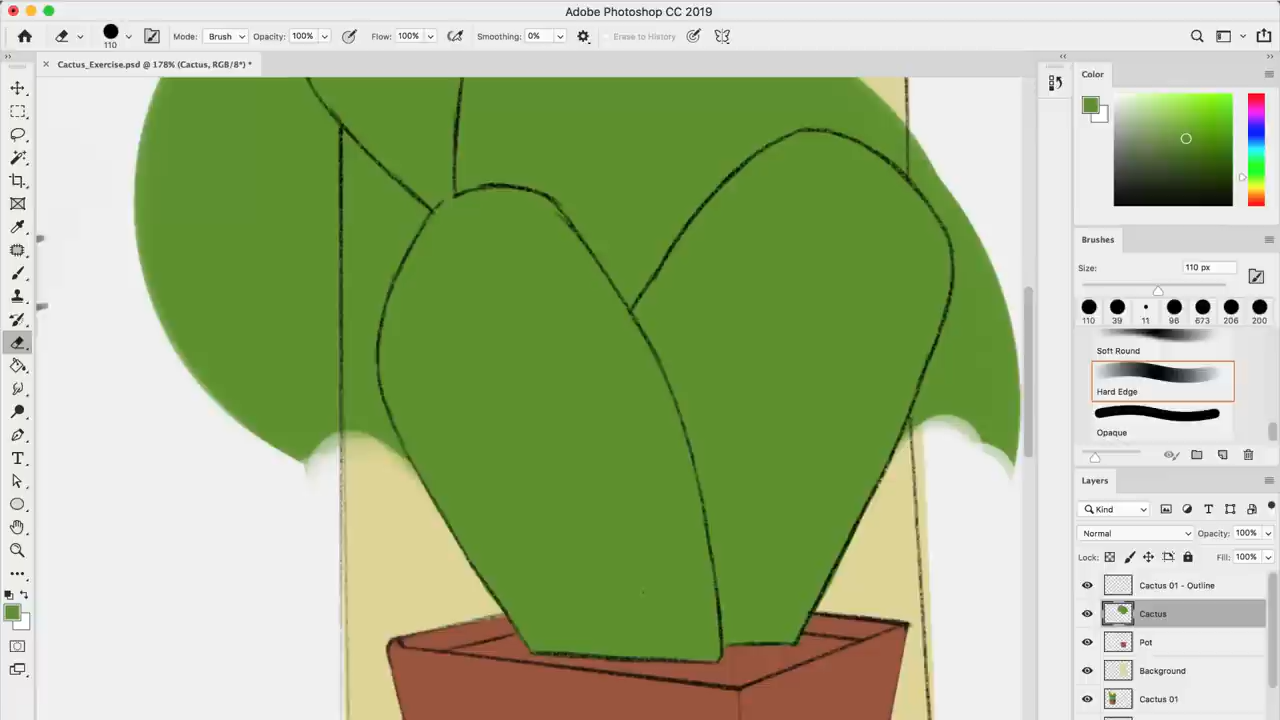 Adobe Photoshop CC 2019
110
Mode: Brush Opacity: 100% Flow: 100% Smoothing: 0% Erase to History
Cactus_Exercise.psd @ 178% (Cactus, RGB/8*) *
Color
Brushes
Size: 110 px
110 39 11 96 673 206 200
Soft Round
Hard Edge
Opaque
Layers
Kind
Normal Opacity: 100%
Lock: Fill: 100%
Cactus 01 - Outline
Cactus
Pot
Background
Cactus 01